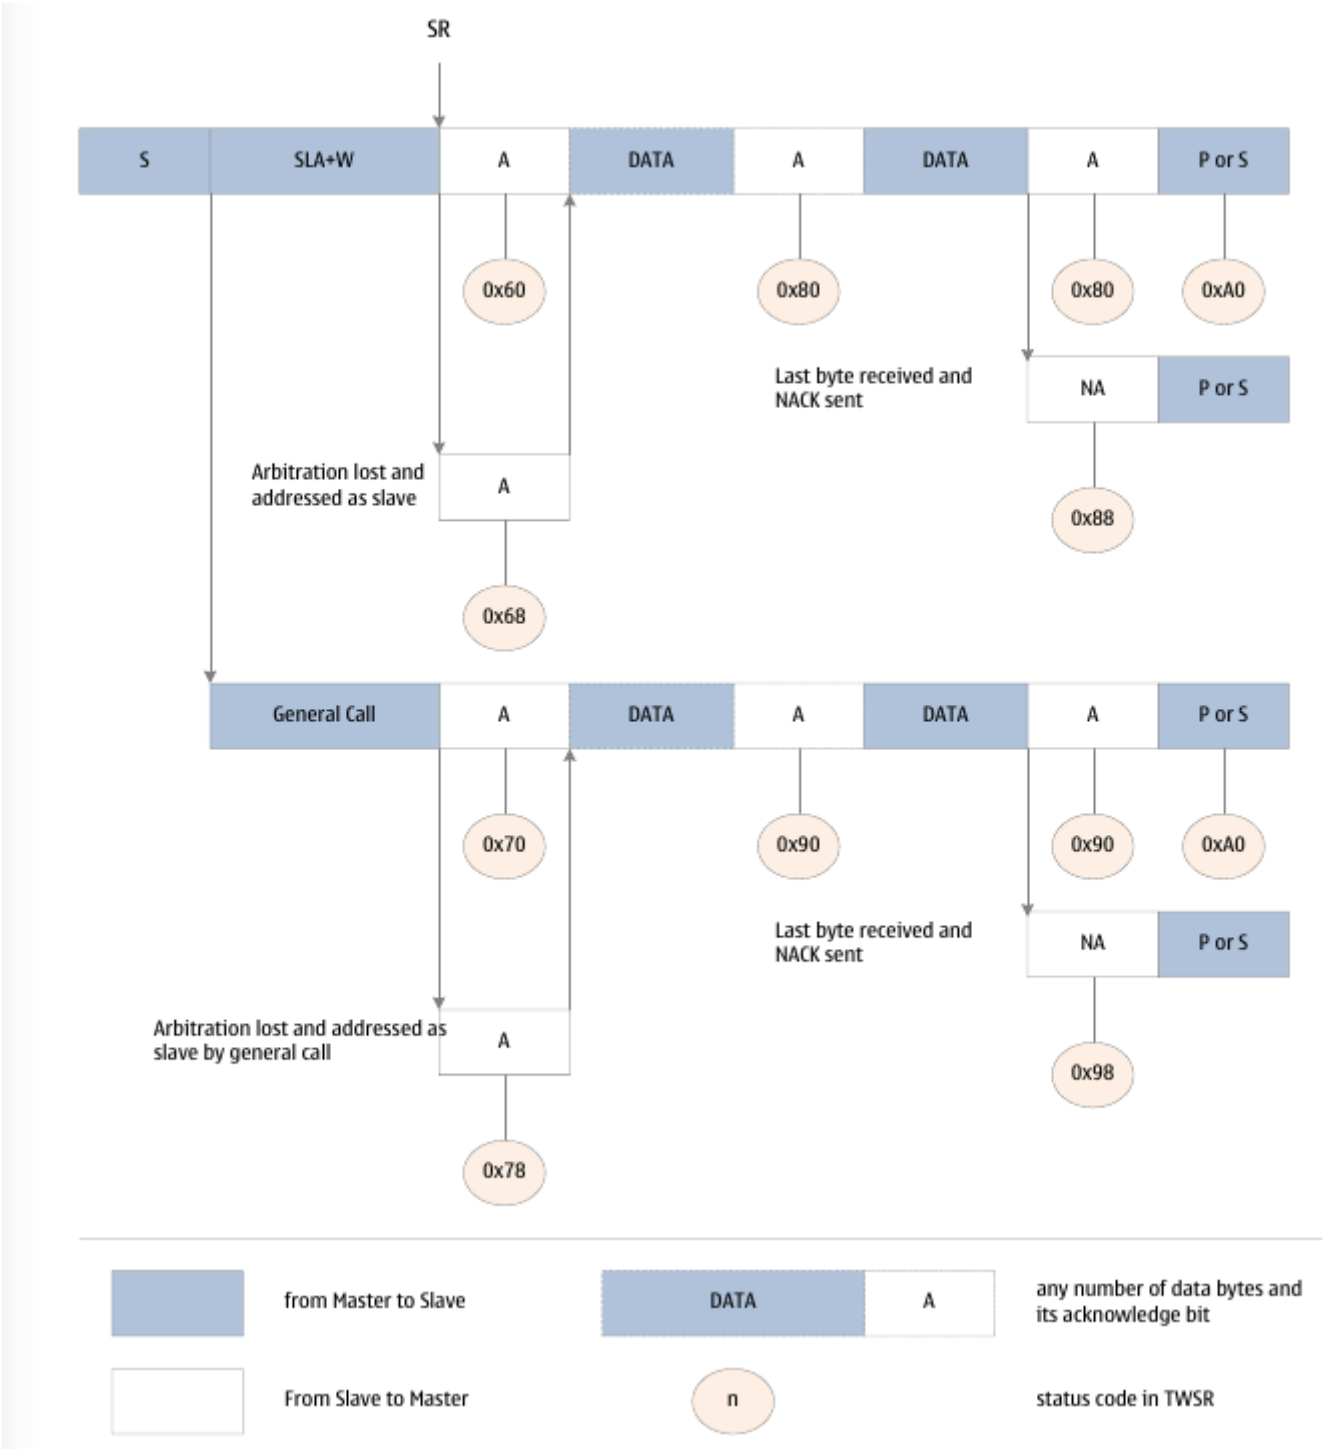 SR
S SLA+W A DATA A DATA A P or S
0x60 0x80 0x80 0xA0
Last byte received and
NACK sent
NA P or S
Arbitration lost and
addressed as slave
A
0x88
0x68
General Call A DATA A DATA A P or S
0x70 0x90 0x90 0xA0
Last byte received and
NACK sent
NA P or S
Arbitration lost and addressed as
slave by general call
A
0x98
0x78
from Master to Slave
DATA A
any number of data bytes and
its acknowledge bit
From Slave to Master
n
status code in TWSR